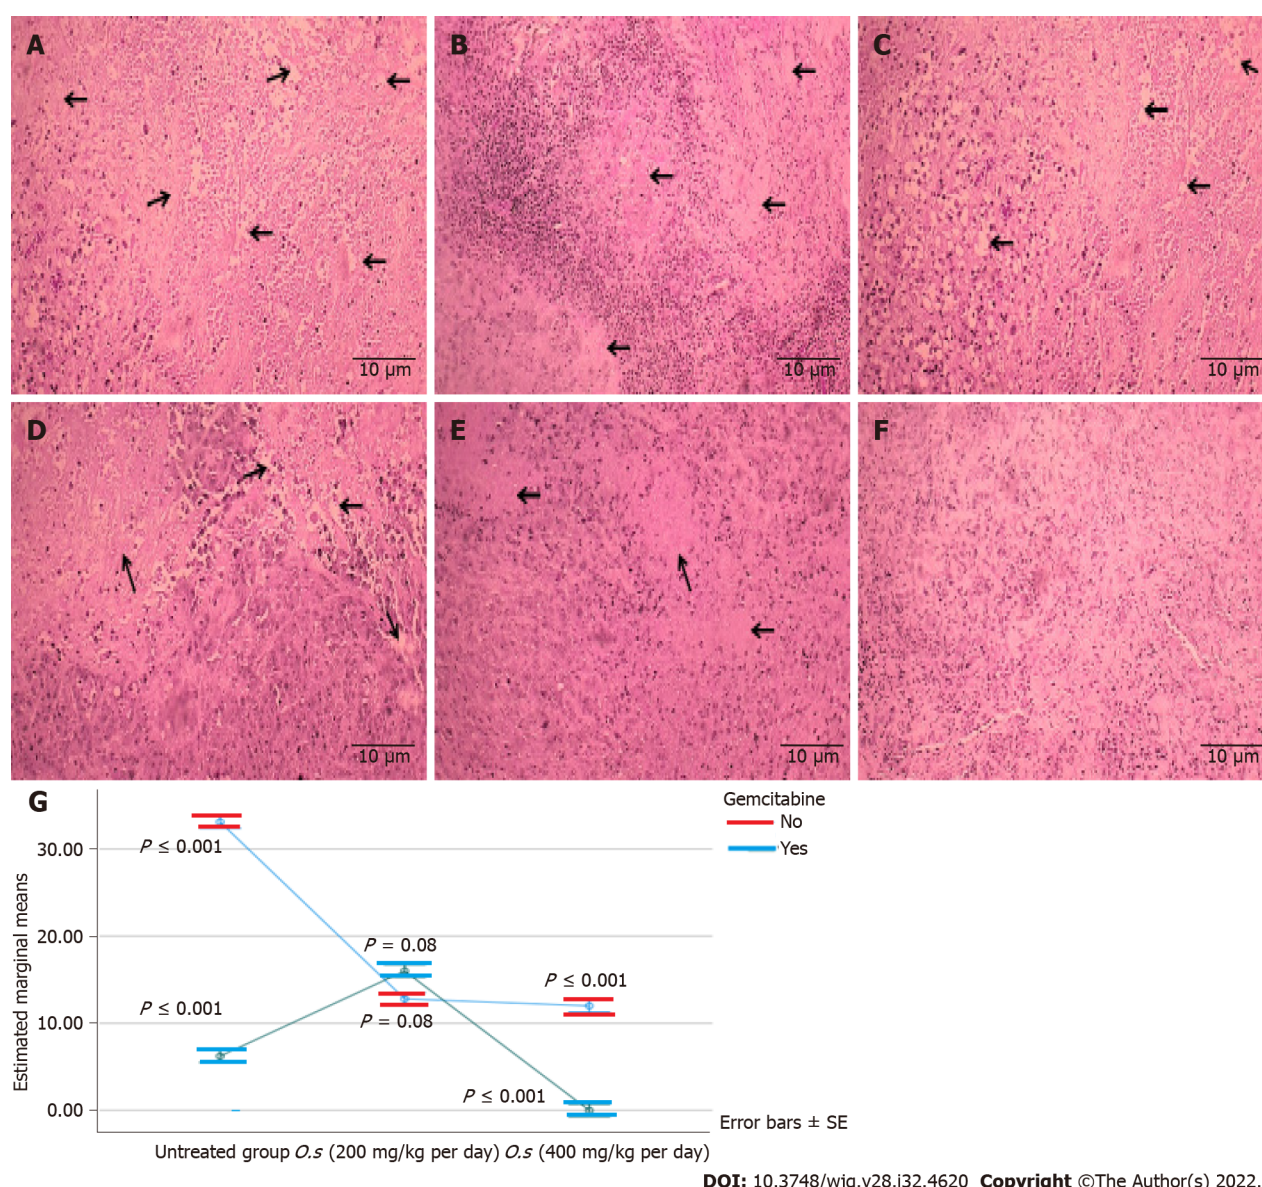 A
B
C
10 µm
10 µm
10 µm
D
E
F
10 µm
10 µm
10 µm
G
Gemcitabine
No
Yes
Estimated marginal means
30.00
20.00
10.00
0.00
P ≤ 0.001
P = 0.08
P ≤ 0.001
P ≤ 0.001
P = 0.08
P ≤ 0.001
Error bars ± SE
Untreated group O.s (200 mg/kg per day) O.s (400 mg/kg per day)
DOI: 10.3748/wjg.v28.i32.4620 Copyright ©The Author(s) 2022.